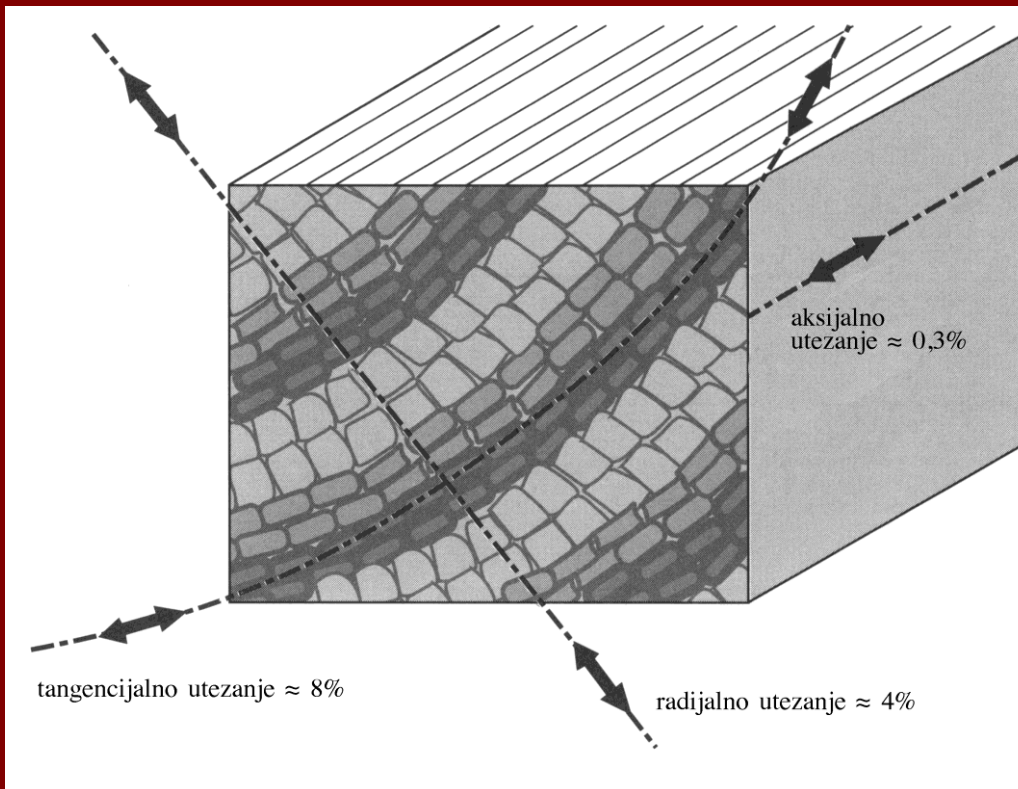 aksijalno
utezanje ≈ 0,3%
tangencijalno utezanje ≈ 8%
radijalno utezanje ≈ 4%